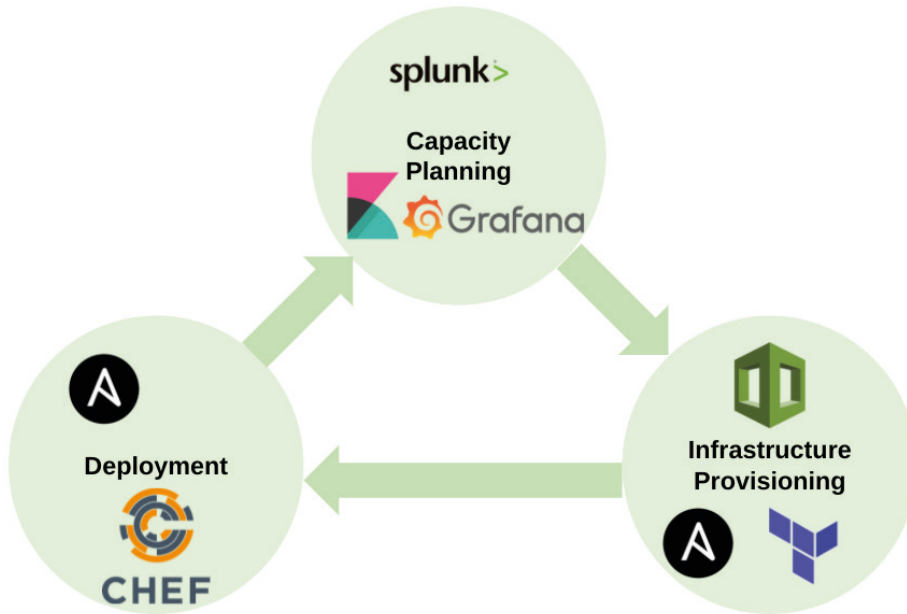 splunk>
Capacity
Planning
Grafana
Deployment
CHEF
Infrastructure
Provisioning